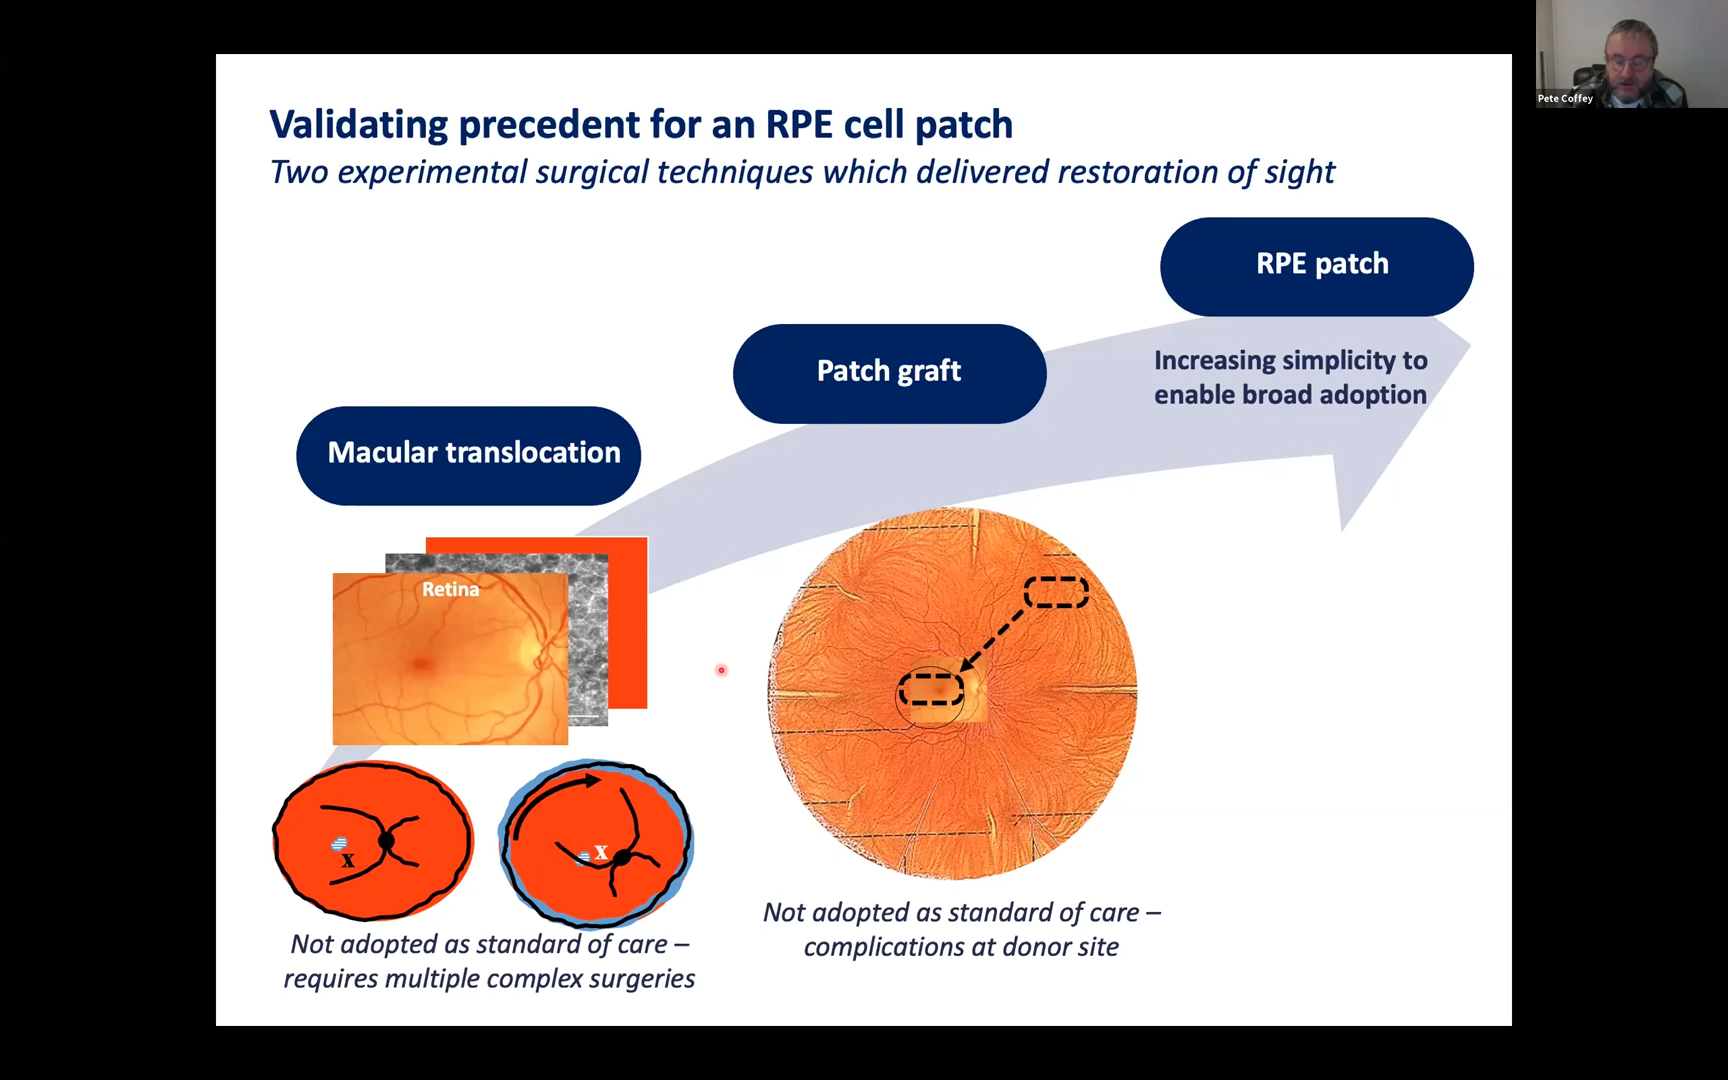 Validating precedent for an RPE cell patch
Two experimental surgical techniques which delivered restoration of sight
RPE patch
Increasing simplicity to
enable broad adoption
Patch graft
Macular translocation
Retina
x
x
Not adopted as standard of care –
requires multiple complex surgeries
Not adopted as standard of care –
complications at donor site
Pete Coffey